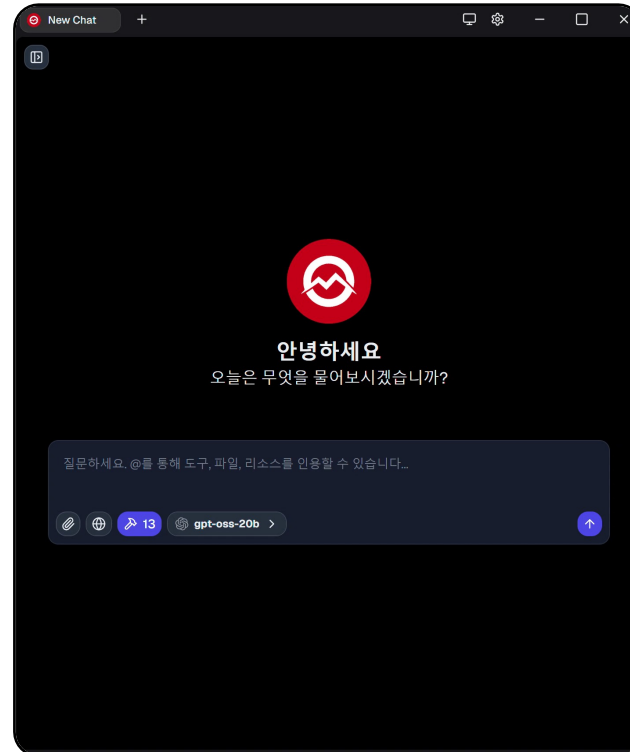 New Chat
안녕하세요
오늘은 무엇을 물어보시겠습니까?
질문하세요. @를 통해 도구, 파일, 리소스를 인용할 수 있습니다...
13 gpt-oss-20b